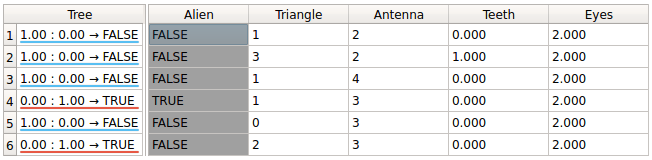 Tree Alien Triangle Antenna Teeth Eyes
1 1.00 : 0.00 → FALSE FALSE 1 2 0.000 2.000
2 1.00 : 0.00 → FALSE FALSE 3 2 1.000 2.000
3 1.00 : 0.00 → FALSE FALSE 1 4 0.000 2.000
4 0.00 : 1.00 → TRUE TRUE 1 3 0.000 2.000
5 1.00 : 0.00 → FALSE FALSE 0 3 0.000 2.000
6 0.00 : 1.00 → TRUE FALSE 2 3 0.000 2.000